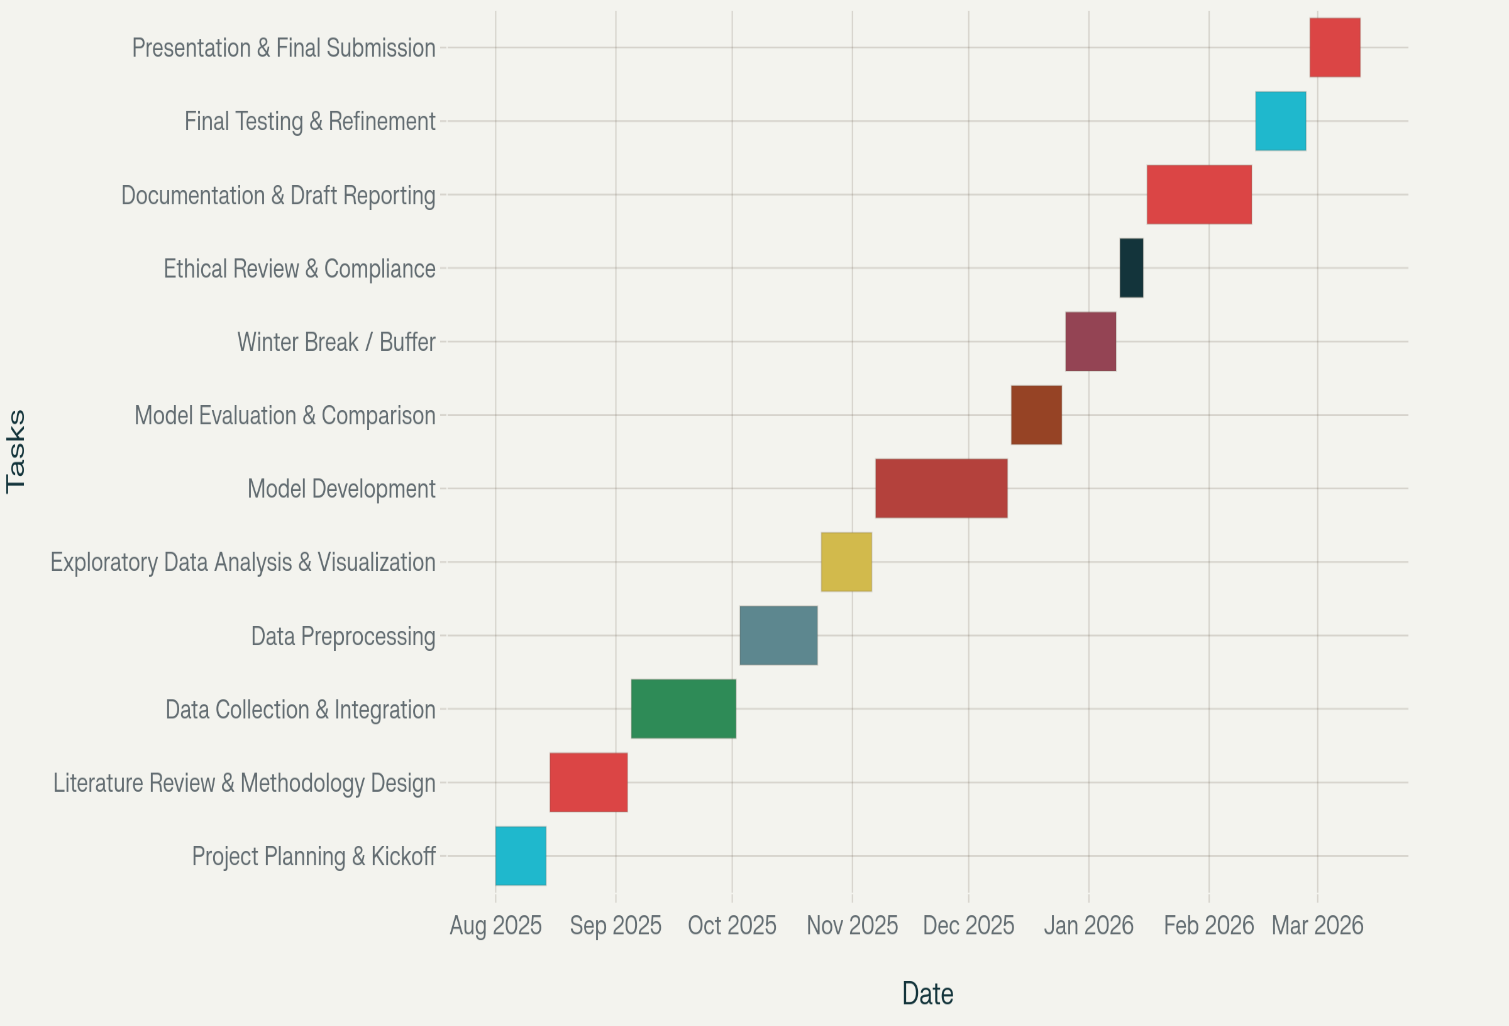 Presentation & Final Submission
Final Testing & Refinement
Documentation & Draft Reporting
Ethical Review & Compliance
Winter Break / Buffer
Model Evaluation & Comparison
Model Development
Exploratory Data Analysis & Visualization
Data Preprocessing
Data Collection & Integration
Literature Review & Methodology Design
Project Planning & Kickoff
Tasks
Aug 2025 Sep 2025 Oct 2025 Nov 2025 Dec 2025 Jan 2026 Feb 2026 Mar 2026
Date